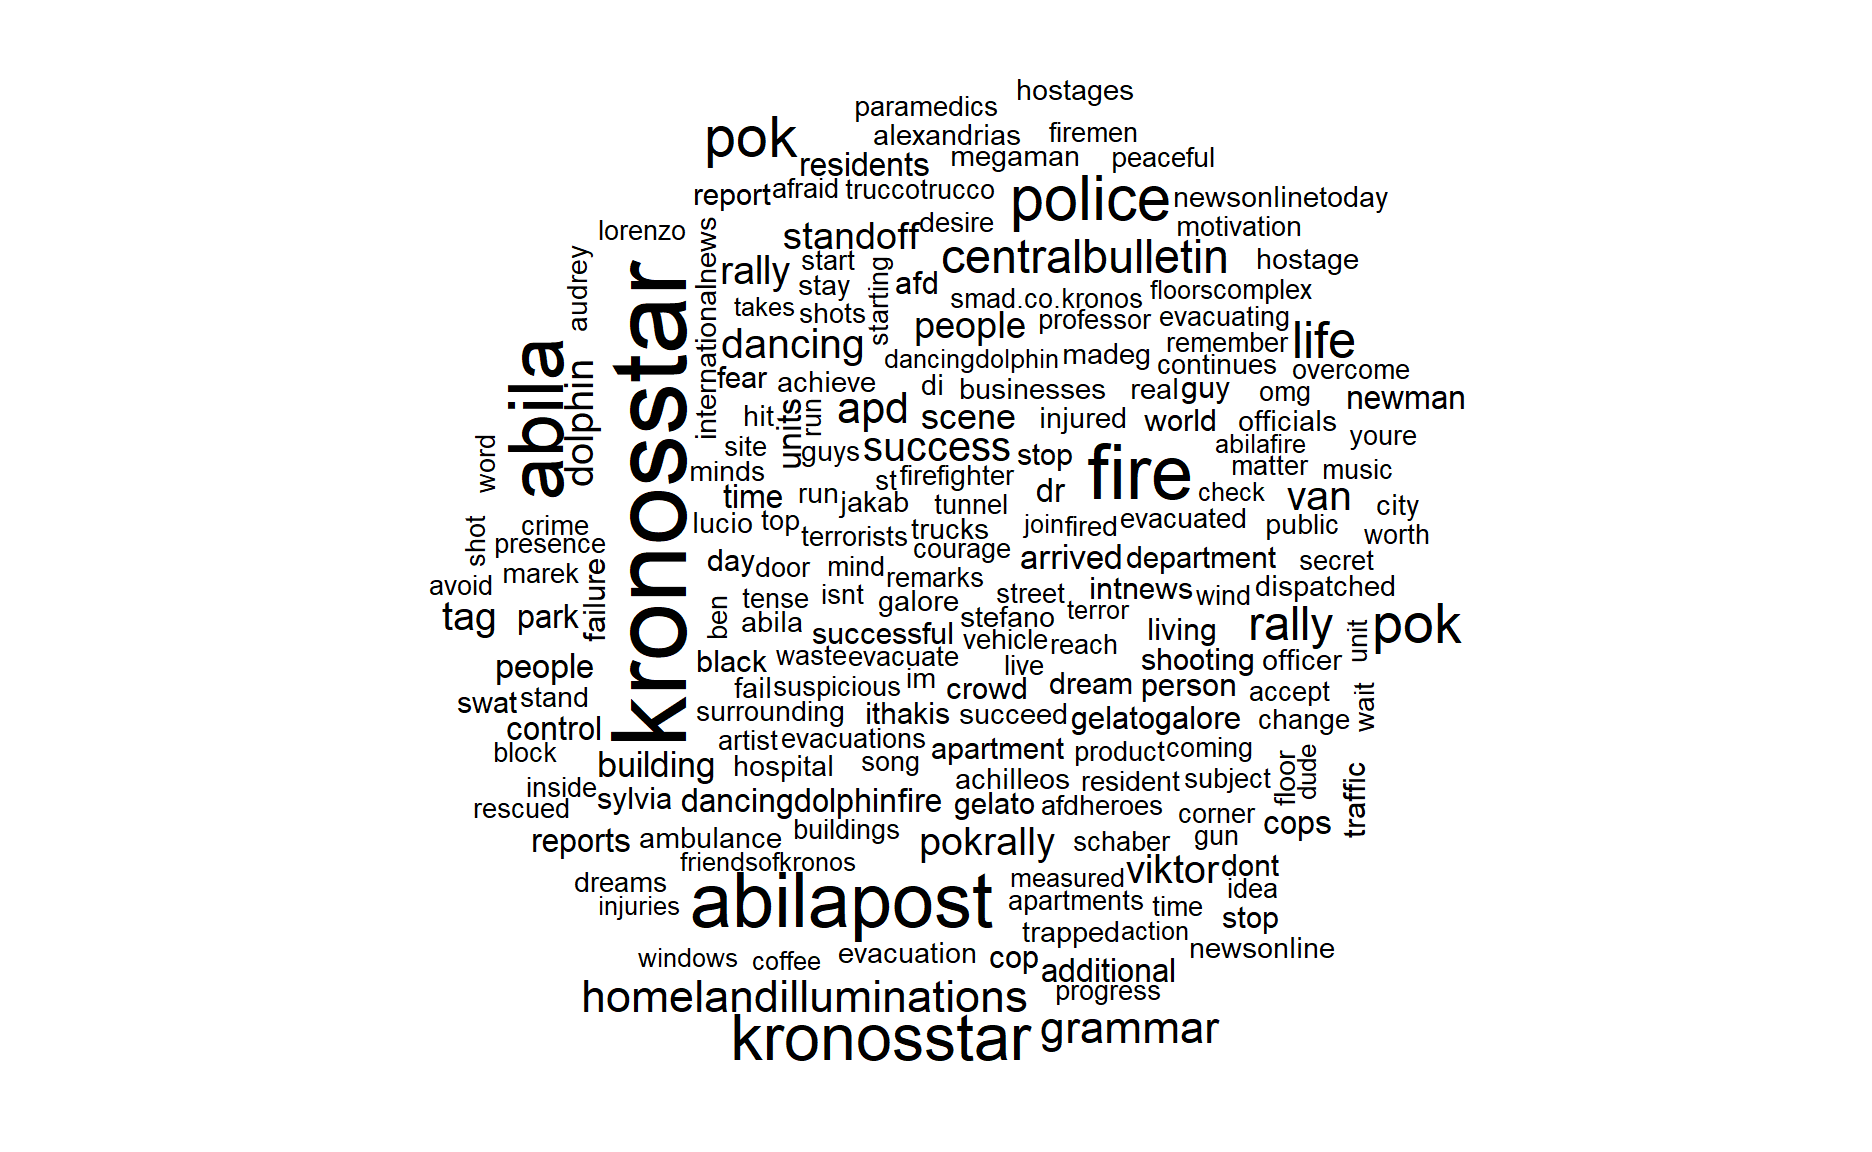 hostages
paramedics
pok
alexandrias
firemen
residents
megaman
peaceful
report
afraid
truccotrucco
police
newsonlinetoday
motivation
lorenzo
internationalnews
standoff
desire
centralbulletin
hostage
audrey
kronosstar
rally
start
stay
starting
afd
smad.co.kronos
floorscomplex
takes
shots
people
professor
evacuating
life
abila
dolphin
dancing
dancingdolphin
madeg
remember
continues
overcome
fear
achieve
di
businesses
real
guy
omg
newman
hit
units
run
apd
scene
injured
world
officials
word
site
guys
success
stop
fire
abilafire
youre
minds
st
firefighter
matter
music
time
run
jakab
tunnel
dr
check
van
city
shot
crime
lucio
top
terrorists
trucks
join
fired
evacuated
public
worth
presence
courage
avoid
marek
failure
day
door
mind
remarks
arrived
department
secret
tag
park
ben
tense
isnt
galore
street
intnews
wind
dispatched
abila
stefano
terror
rally
pok
people
successful
vehicle
reach
living
unit
black
waste
evacuate
live
shooting
officer
swat
stand
fail
suspicious
im
crowd
dream
person
accept
wait
control
surrounding
ithakis
succeed
gelatogalore
change
block
artist
evacuations
apartment
product
coming
building
hospital
song
achilleos
resident
subject
floor
dude
traffic
inside
rescued
sylvia
dancingdolphinfire
gelato
afdheroes
corner
cops
reports
ambulance
buildings
pokrally
schaber
gun
friendsofkronos
dreams
injuries
abilapost
measured
viktor
dont
apartments
time
idea
stop
trapped
action
windows
coffee
evacuation
cop
newsonline
additional
homelandilluminations
progress
kronosstar
grammar